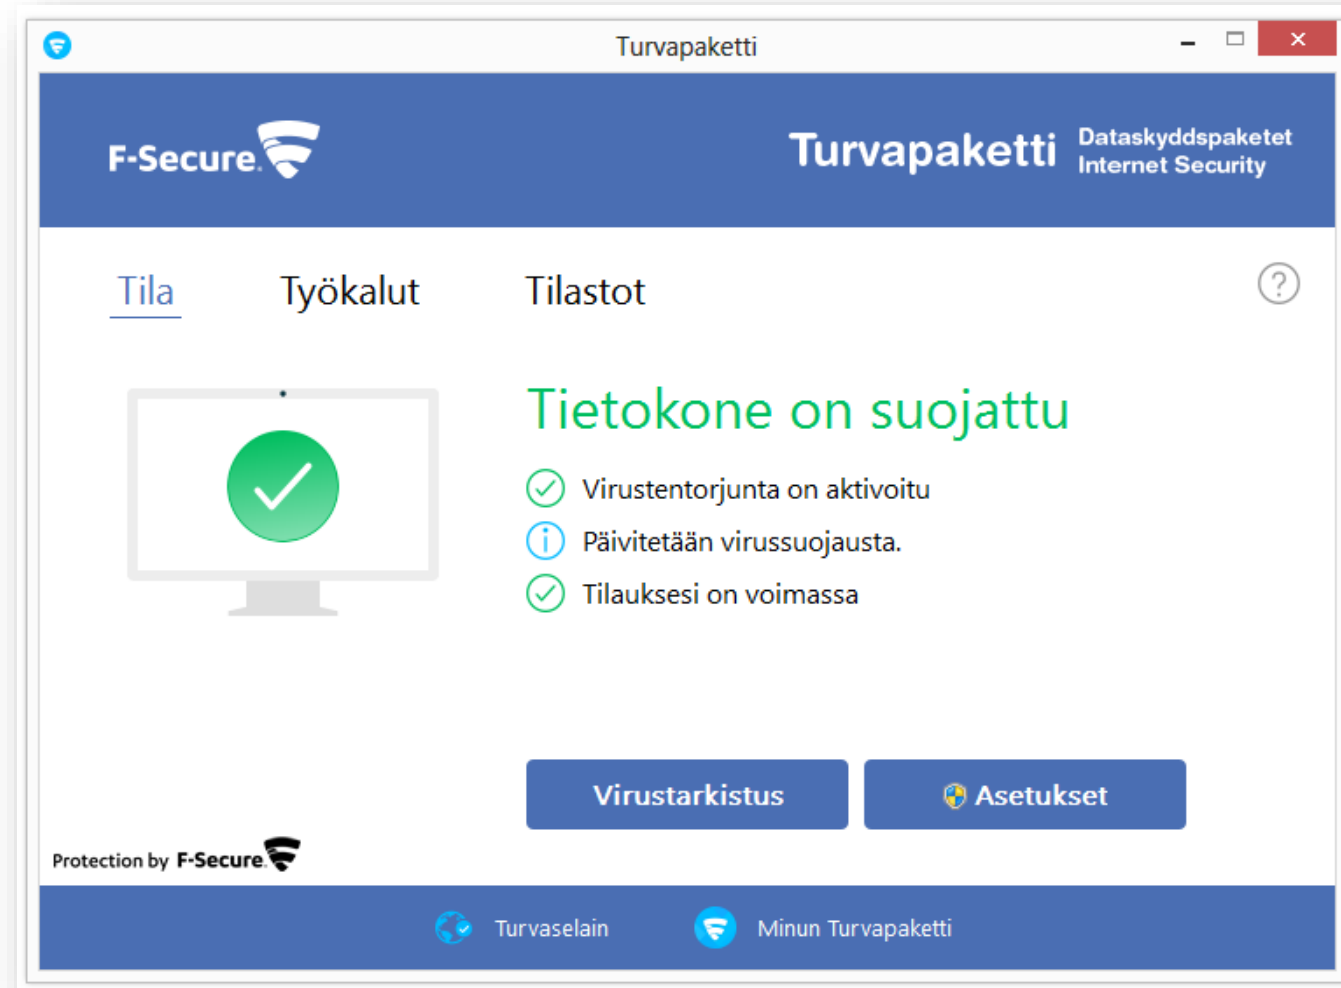 Turvapaketti
F-Secure.
Turvapaketti
Dataskyddspaketet
Internet Security
Tila Työkalut Tilastot
?
Tietokone on suojattu
Virustentorjunta on aktivoitu
Päivitetään virussuojausta.
Tilauksesi on voimassa
Virustarkistus Asetukset
Protection by F-Secure.
Turvaselain Minun Turvapaketti